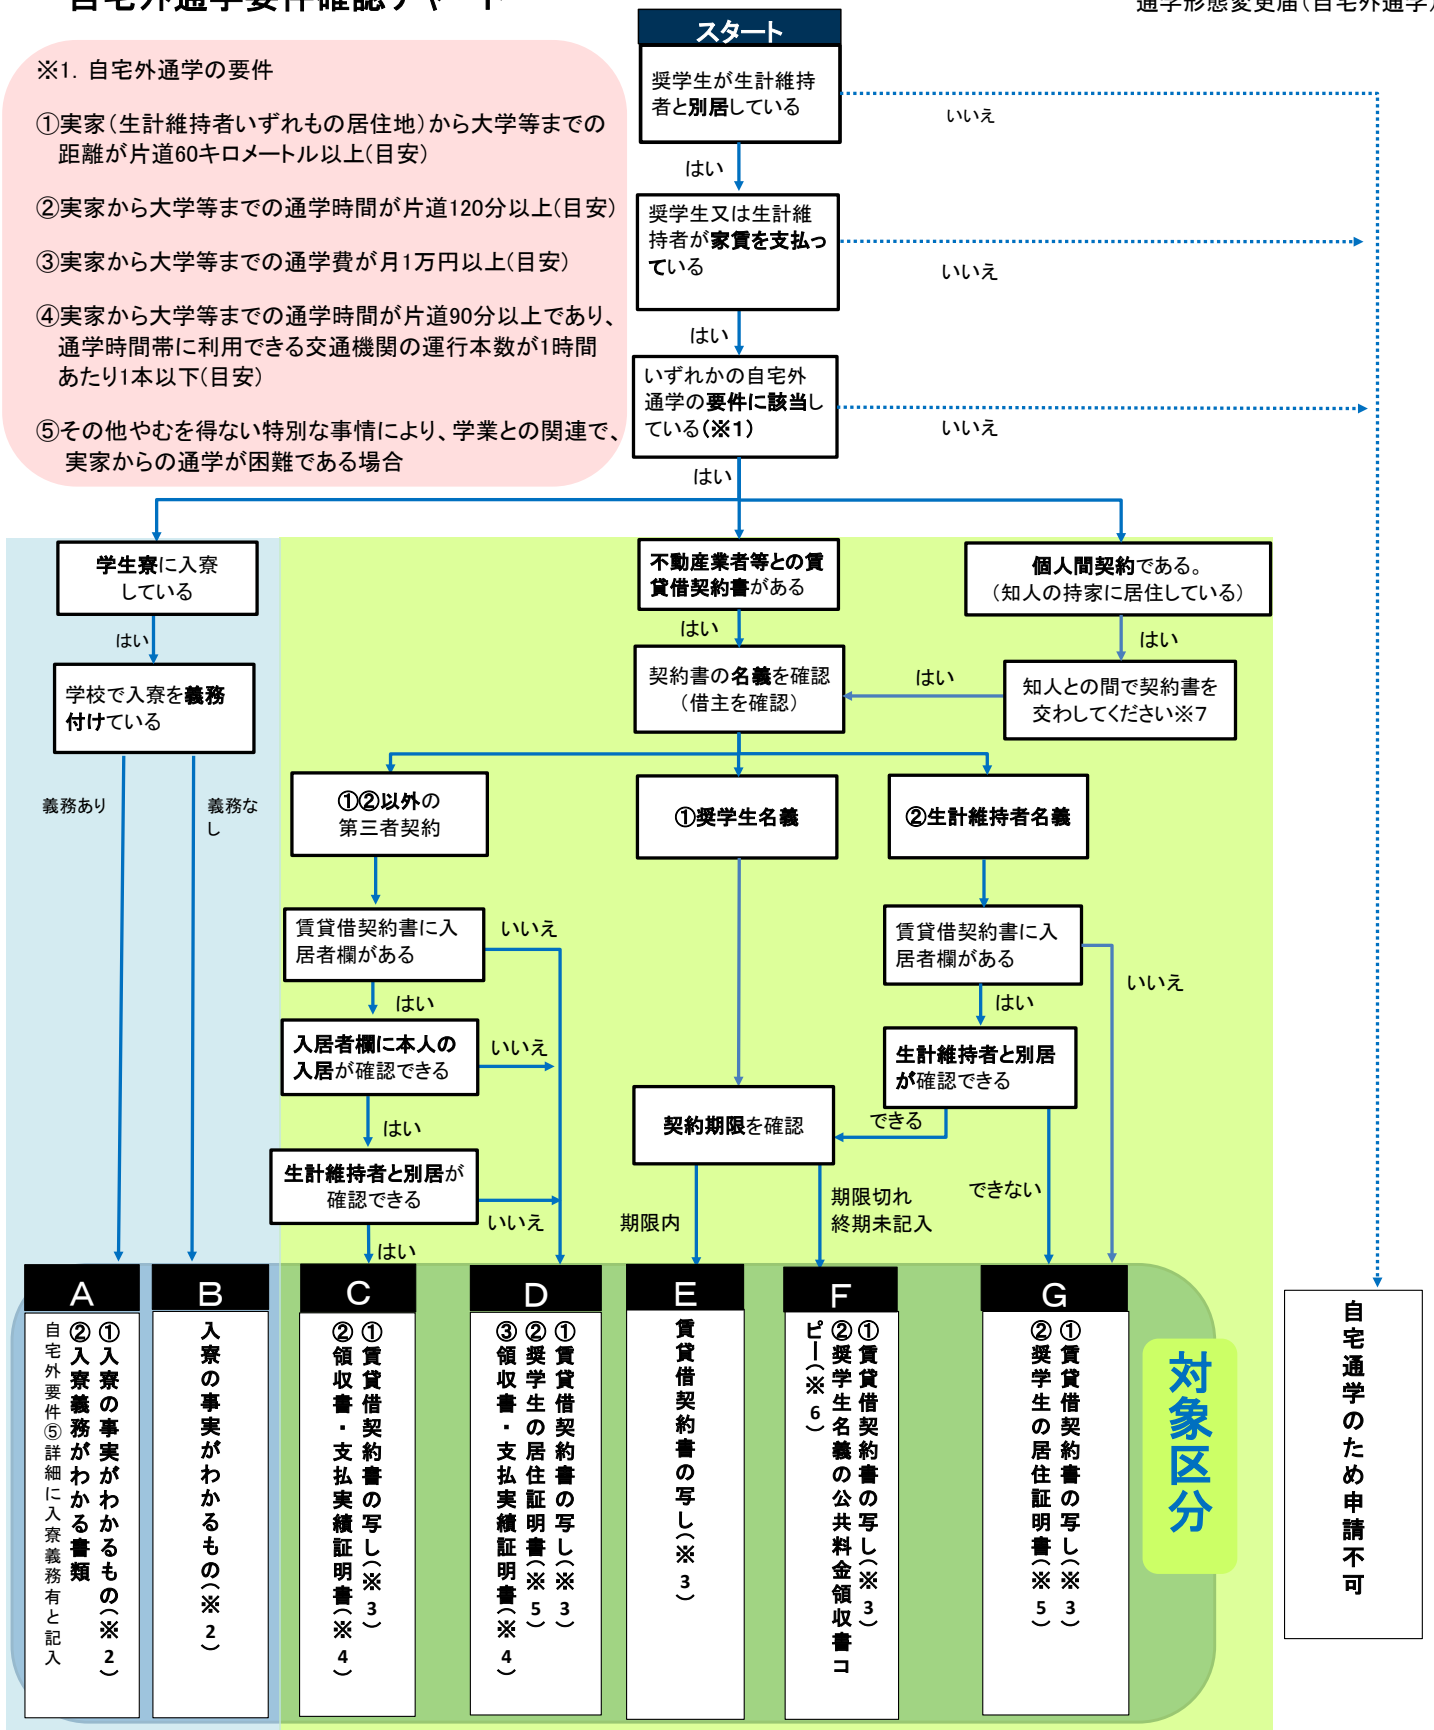 自宅外通学要件確認チャート
通学形態変更届(自宅外通学)
※1．自宅外通学の要件
①実家(生計維持者いずれもの居住地)から大学等までの
距離が片道60キロメートル以上(目安)
②実家から大学等までの通学時間が片道120分以上(目安)
③実家から大学等までの通学費が月1万円以上(目安)
④実家から大学等までの通学時間が片道90分以上であり、
通学時間帯に利用できる交通機関の運行本数が1時間
あたり1本以下(目安)
⑤その他やむを得ない特別な事情により、学業との関連で、
実家からの通学が困難である場合
スタート
奨学生が生計維持
者と別居している
いいえ
はい
奨学生又は生計維
持者が家賃を支払っ
ている
いいえ
はい
いずれかの自宅外
通学の要件に該当し
ている(※1)
いいえ
はい
学生寮に入寮
している
はい
学校で入寮を義務
付けている
義務あり
義務な
し
不動産業者等との賃
貸借契約書がある
はい
契約書の名義を確認
(借主を確認)
個人間契約である。
(知人の持家に居住している)
はい
知人との間で契約書を
交わしてください※7
はい
①②以外の
第三者契約
①奨学生名義
②生計維持者名義
賃貸借契約書に入
居者欄がある
いいえ
はい
入居者欄に本人の
入居が確認できる
いいえ
はい
生計維持者と別居が
確認できる
いいえ
はい
賃貸借契約書に入
居者欄がある
いいえ
はい
生計維持者と別居
が確認できる
できる
できない
契約期限を確認
期限内
期限切れ
終期未記入
A
①入寮の事実がわかるもの(※2)
②入寮義務がわかる書類
自宅外要件⑤詳細に入寮義務有と記入
B
入寮の事実がわかるもの(※2)
C
①賃貸借契約書の写し(※3)
②領収書・支払実績証明書(※4)
D
①賃貸借契約書の写し(※3)
②奨学生の居住証明書(※5)
③領収書・支払実績証明書(※4)
E
賃貸借契約書の写し(※3)
F
①賃貸借契約書の写し(※3)
②奨学生名義の公共料金領収書コ
ピー(※6)
G
①賃貸借契約書の写し(※3)
②奨学生の居住証明書(※5)
対象区分
自宅通学のため申請不可